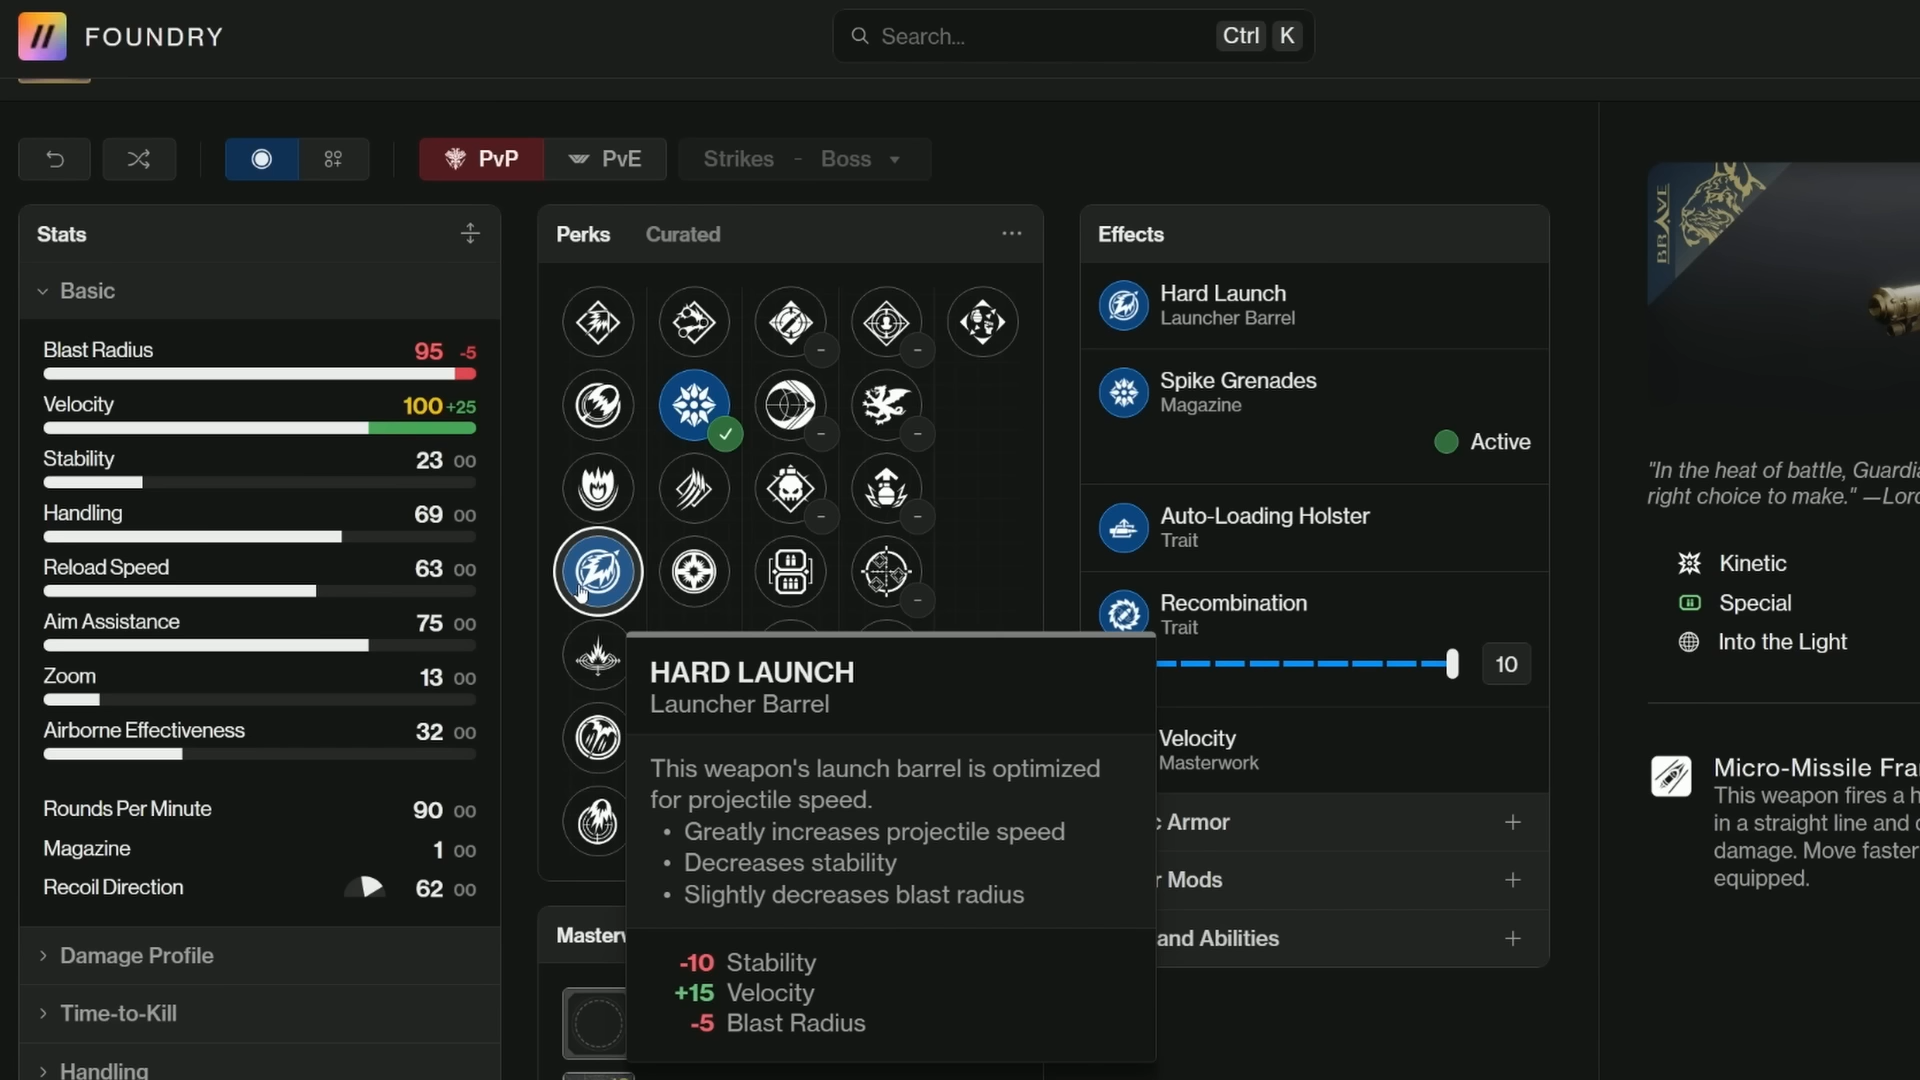 FOUNDRY
Search...
Ctrl
K
PvP
PvE
Strikes - Boss
Stats
Basic
Blast Radius 95 -5
Velocity 100 +25
Stability 23 00
Handling 69 00
Reload Speed 63 00
Aim Assistance 75 00
Zoom 13 00
Airborne Effectiveness 32 00
Rounds Per Minute 90 00
Magazine 1 00
Recoil Direction 62 00
Damage Profile
Time-to-Kill
Handling
Perks
Curated
HARD LAUNCH
Launcher Barrel
This weapon's launch barrel is optimized
for projectile speed.
• Greatly increases projectile speed
• Decreases stability
• Slightly decreases blast radius
-10 Stability
+15 Velocity
-5 Blast Radius
Effects
Hard Launch
Launcher Barrel
Spike Grenades
Magazine
Active
Auto-Loading Holster
Trait
Recombination
Trait
10
Velocity
Masterwork
c Armor
r Mods
and Abilities
BRAVE
"In the heat of battle, Guardia
right choice to make." —Lord
Kinetic
Special
Into the Light
Micro-Missile Fra
This weapon fires a h
in a straight line and
damage. Move faster
equipped.